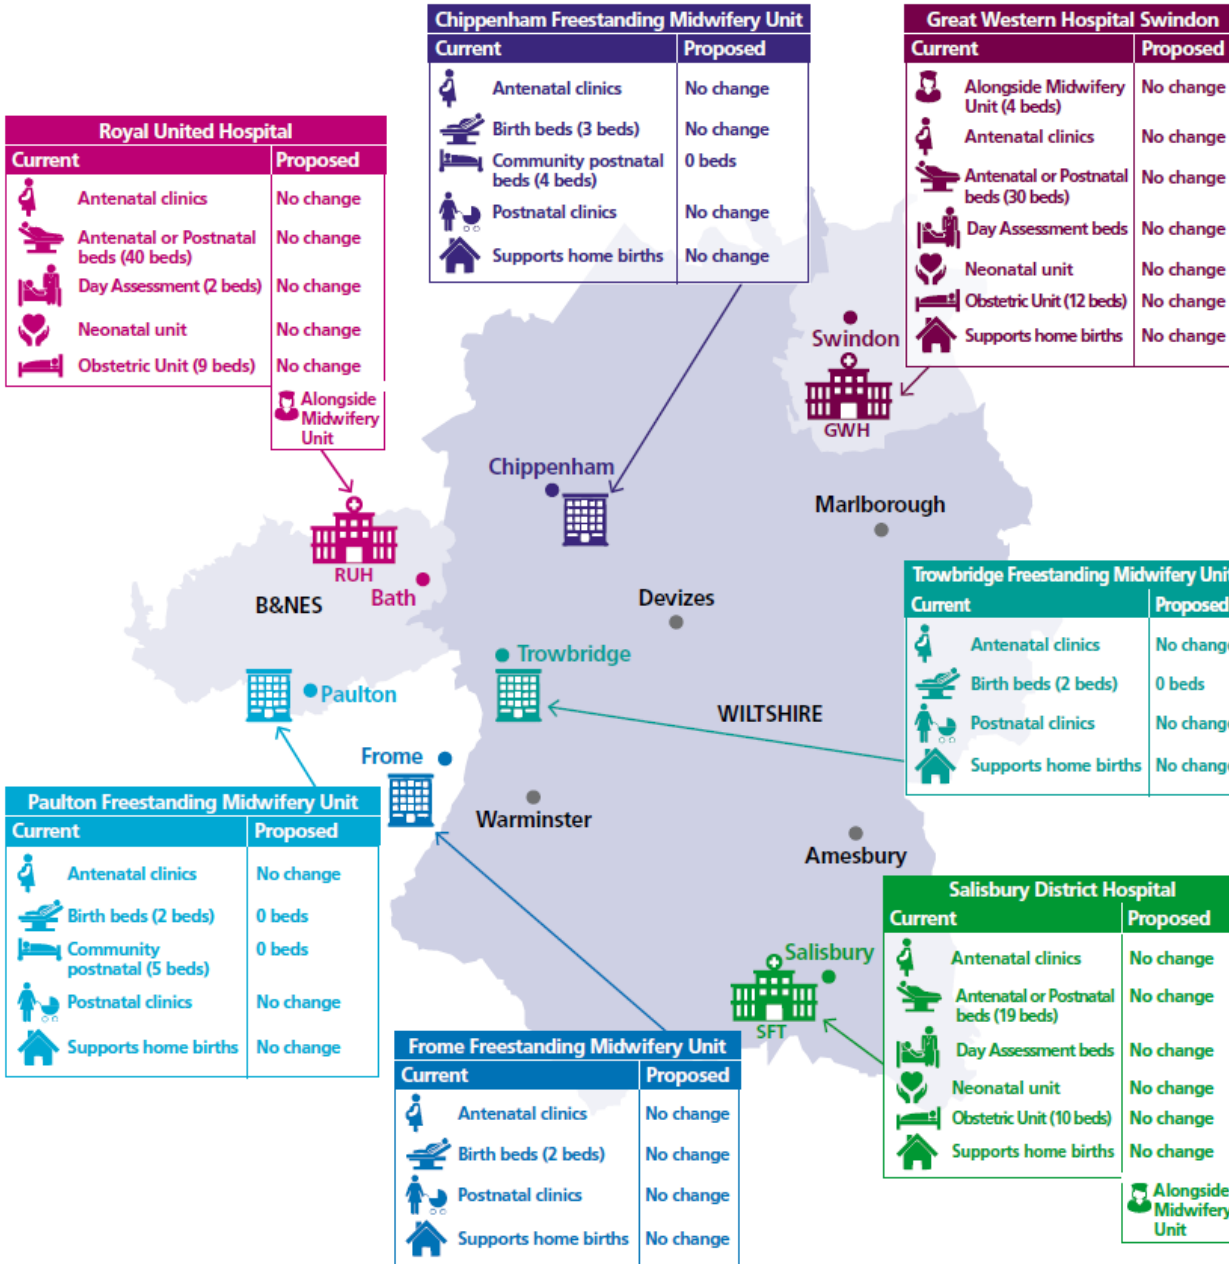 Chippenham Freestanding Midwifery Unit
Current Proposed
Antenatal clinics No change
Birth beds (3 beds) No change
Community postnatal 0 beds
beds (4 beds)
Postnatal clinics No change
Supports home births No change
Great Western Hospital Swindon
Current Proposed
Alongside Midwifery No change
Unit (4 beds)
Antenatal clinics No change
Antenatal or Postnatal No change
beds (30 beds)
Day Assessment beds No change
Neonatal unit No change
Obstetric Unit (12 beds) No change
Supports home births No change
Royal United Hospital
Current Proposed
Antenatal clinics No change
Antenatal or Postnatal No change
beds (40 beds)
Day Assessment (2 beds) No change
Neonatal unit No change
Obstetric Unit (9 beds) No change
Alongside
Midwifery
Unit
Swindon
GWH
Chippenham
Marlborough
RUH
Bath
B&NES
Devizes
Trowbridge
Paulton
WILTSHIRE
Frome
Warminster
Amesbury
Salisbury
SFT
Trowbridge Freestanding Midwifery Unit
Current Proposed
Antenatal clinics No change
Birth beds (2 beds) 0 beds
Postnatal clinics No change
Supports home births No change
Paulton Freestanding Midwifery Unit
Current Proposed
Antenatal clinics No change
Birth beds (2 beds) 0 beds
Community 0 beds
postnatal (5 beds)
Postnatal clinics No change
Supports home births No change
Frome Freestanding Midwifery Unit
Current Proposed
Antenatal clinics No change
Birth beds (2 beds) No change
Postnatal clinics No change
Supports home births No change
Salisbury District Hospital
Current Proposed
Antenatal clinics No change
Antenatal or Postnatal No change
beds (19 beds)
Day Assessment beds No change
Neonatal unit No change
Obstetric Unit (10 beds) No change
Supports home births No change
Alongside
Midwifery
Unit